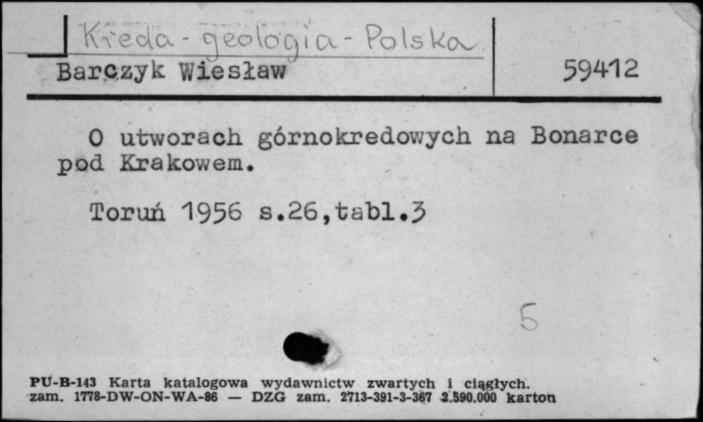 Kreda - geologia - Polska
Barczyk Wiesław 59412
O utworach górnokredowych na Bonarce
pod Krakowem.
Toruń 1956 s.26,tabl.3
5
PU-B-143 Karta katalogowa wydawnictw zwartych i ciągłych.
zam. 1778-DW-ON-WA-86 — DZG zam. 2713-391-3-367 2.590.000 karton